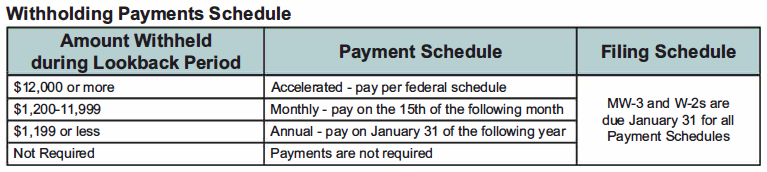 Withholding Payments Schedule
Amount Withheld during Lookback Period | Payment Schedule | Filing Schedule
$12,000 or more | Accelerated - pay per federal schedule | MW-3 and W-2s are due January 31 for all Payment Schedules
$1,200-11,999 | Monthly - pay on the 15th of the following month
$1,199 or less | Annual - pay on January 31 of the following year
Not Required | Payments are not required